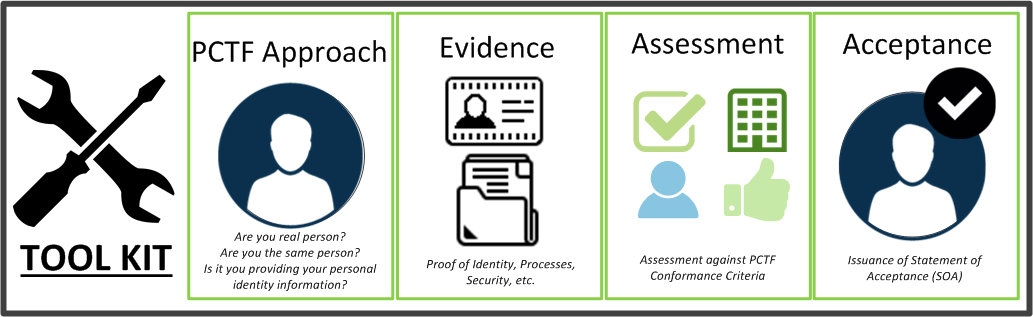 TOOL KIT
PCTF Approach
Are you real person?
Are you the same person?
Is it you providing your personal
identity information?
Evidence
Proof of Identity, Processes,
Security, etc.
Assessment
Assessment against PCTF
Conformance Criteria
Acceptance
Issuance of Statement of
Acceptance (SOA)